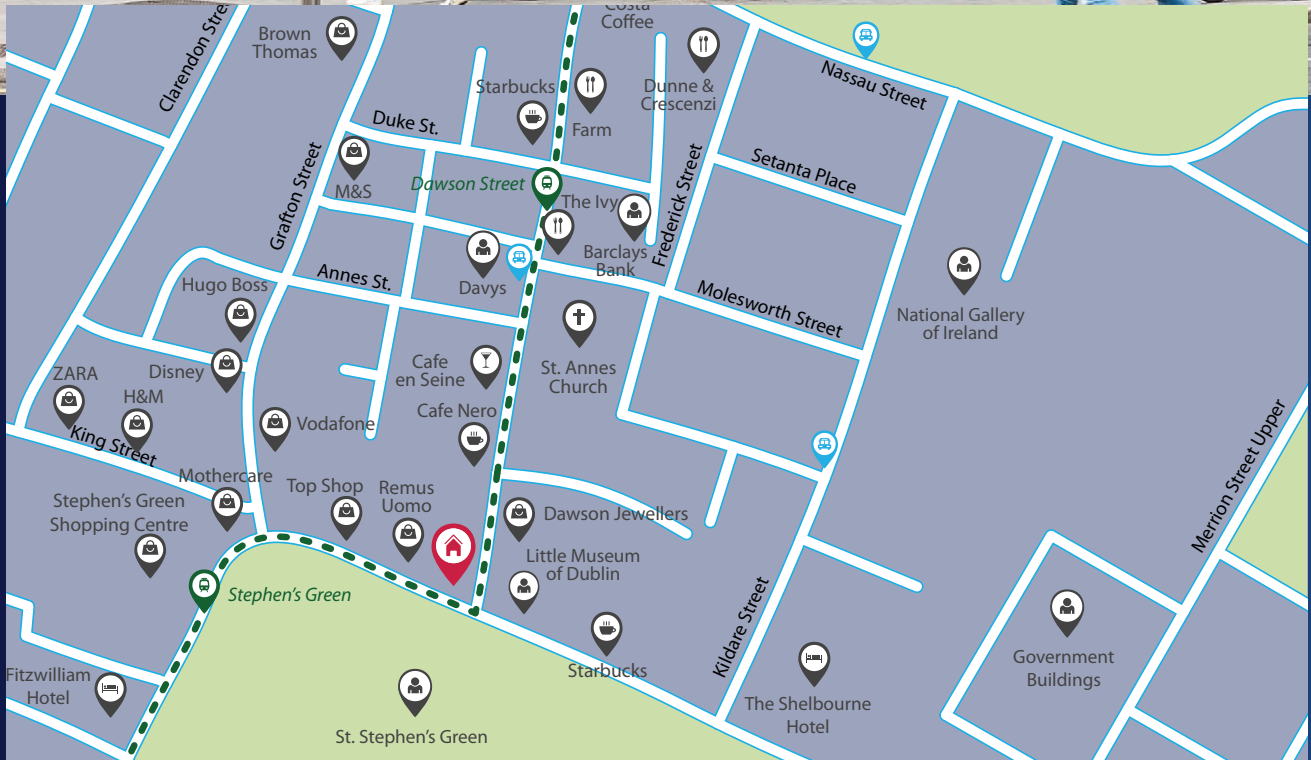 Costa
Coffee
Brown
Thomas
Clarendon Stree
Nassau Street
Starbucks
Dunne &
Crescenzi
Duke St.
Farm
Setanta Place
Dawson Street
M&S
Grafton Street
The Ivy
Frederick Street
Barclays
Bank
Annes St.
Davys
Hugo Boss
Molesworth Street
National Gallery
of Ireland
Cafe
en Seine
St. Annes
Church
ZARA
Disney
H&M
Cafe Nero
Vodafone
King Street
Merrion Street Upper
Mothercare
Top Shop
Remus
Uomo
Stephen's Green
Shopping Centre
Dawson Jewellers
Little Museum
of Dublin
Stephen's Green
Kildare Street
Starbucks
Government
Buildings
Fitzwilliam
Hotel
The Shelbourne
Hotel
St. Stephen's Green